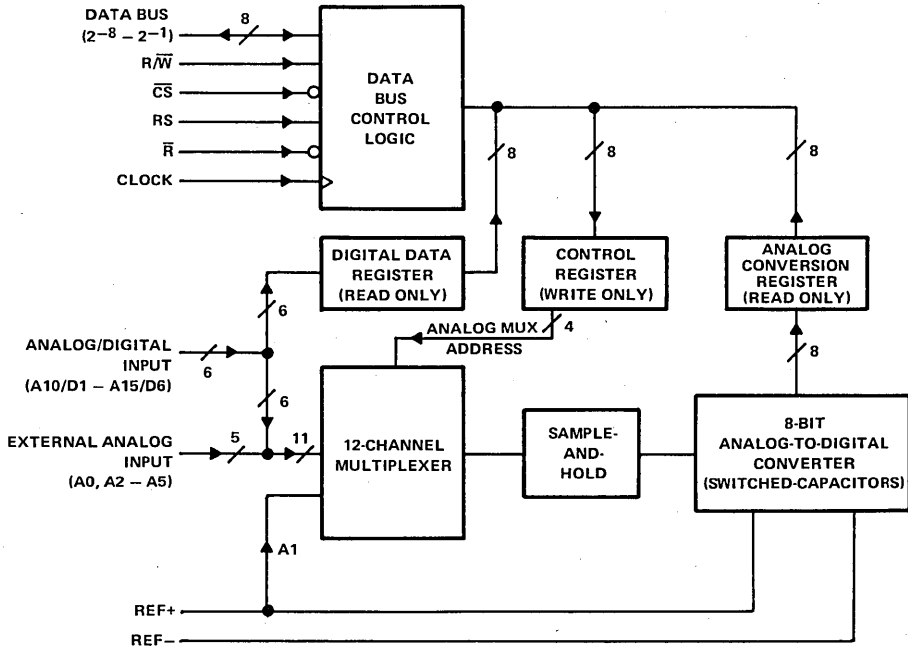 DATA BUS
(2⁻⁸ – 2⁻¹)
8
R/W̅
C̅S̅
RS
R̅
CLOCK
DATA
BUS
CONTROL
LOGIC
8
8
8
DIGITAL DATA
REGISTER
(READ ONLY)
CONTROL
REGISTER
(WRITE ONLY)
ANALOG
CONVERSION
REGISTER
(READ ONLY)
6
ANALOG MUX
ADDRESS
4
8
ANALOG/DIGITAL
INPUT
(A10/D1 – A15/D6)
6
6
EXTERNAL ANALOG
INPUT
(A0, A2 – A5)
5
11
12-CHANNEL
MULTIPLEXER
SAMPLE-
AND-
HOLD
8-BIT
ANALOG-TO-DIGITAL
CONVERTER
(SWITCHED-CAPACITORS)
A1
REF+
REF−